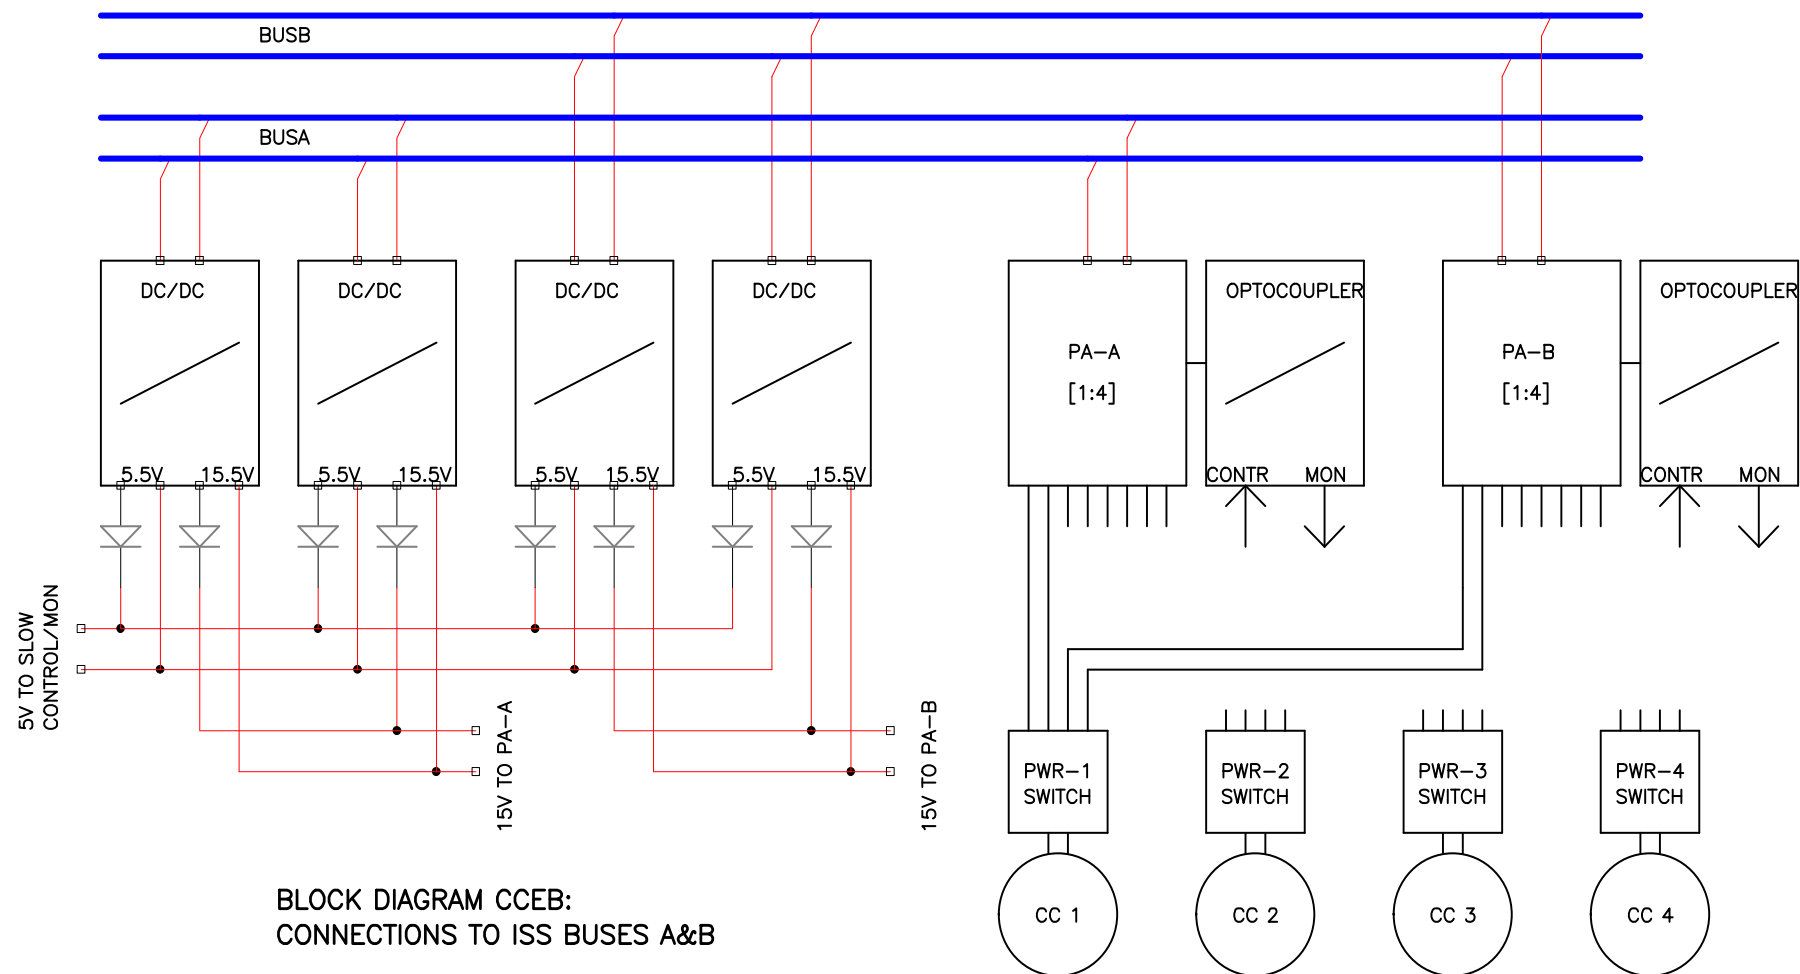 BUSB
BUSA
DC/DC
DC/DC
DC/DC
DC/DC
OPTOCOUPLER
OPTOCOUPLER
PA-A
[1:4]
PA-B
[1:4]
5.5V 15.5V
5.5V 15.5V
5.5V 15.5V
5.5V 15.5V
CONTR MON
CONTR MON
5V TO SLOW
CONTROL/MON
15V TO PA-A
15V TO PA-B
PWR-1
SWITCH
PWR-2
SWITCH
PWR-3
SWITCH
PWR-4
SWITCH
CC 1
CC 2
CC 3
CC 4
BLOCK DIAGRAM CCEB:
CONNECTIONS TO ISS BUSES A&B